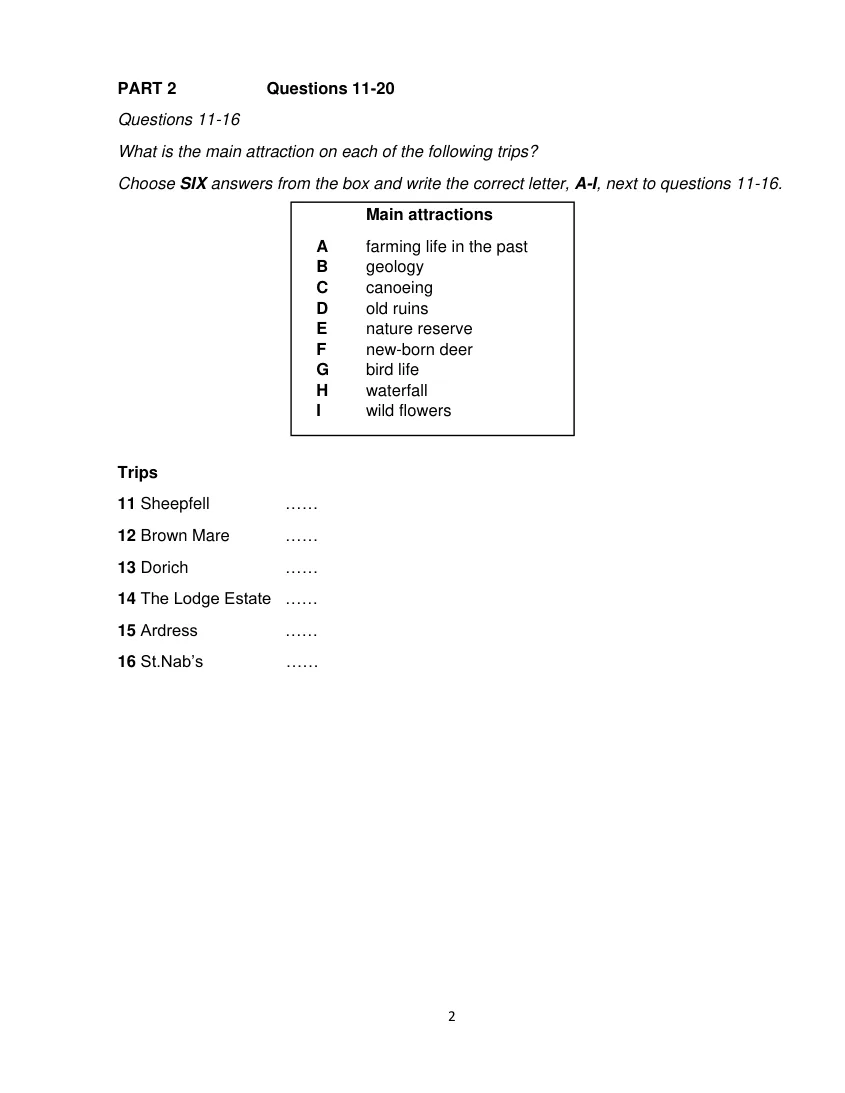 PART 2 Questions 11-20
Questions 11-16
What is the main attraction on each of the following trips?
Choose SIX answers from the box and write the correct letter, A-I, next to questions 11-16.
Main attractions
A farming life in the past
B geology
C canoeing
D old ruins
E nature reserve
F new-born deer
G bird life
H waterfall
I wild flowers
Trips
11 Sheepfell ……
12 Brown Mare ……
13 Dorich ……
14 The Lodge Estate ……
15 Ardress ……
16 St.Nab’s ……
2